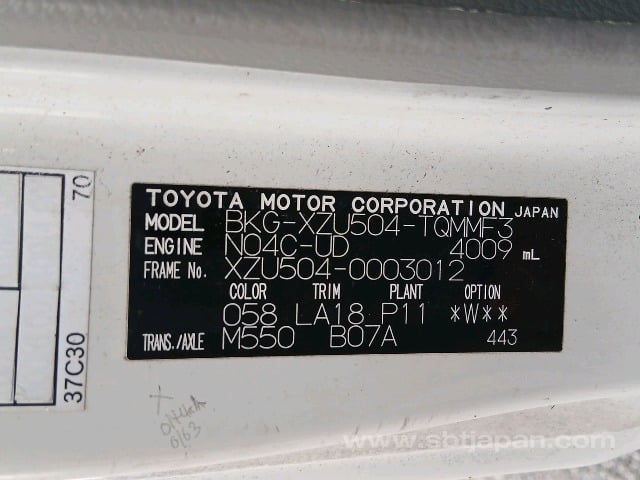 TOYOTA MOTOR CORPORATION JAPAN
MODEL BKG-XZU504-TQMMF3
ENGINE N04C-UD 4009 mL
FRAME No. XZU504-0003012
COLOR TRIM PLANT OPTION
058 LA18 P11 *W**
TRANS./AXLE M550 B07A 443
37C30 70
6163
www.sbtjapan.com